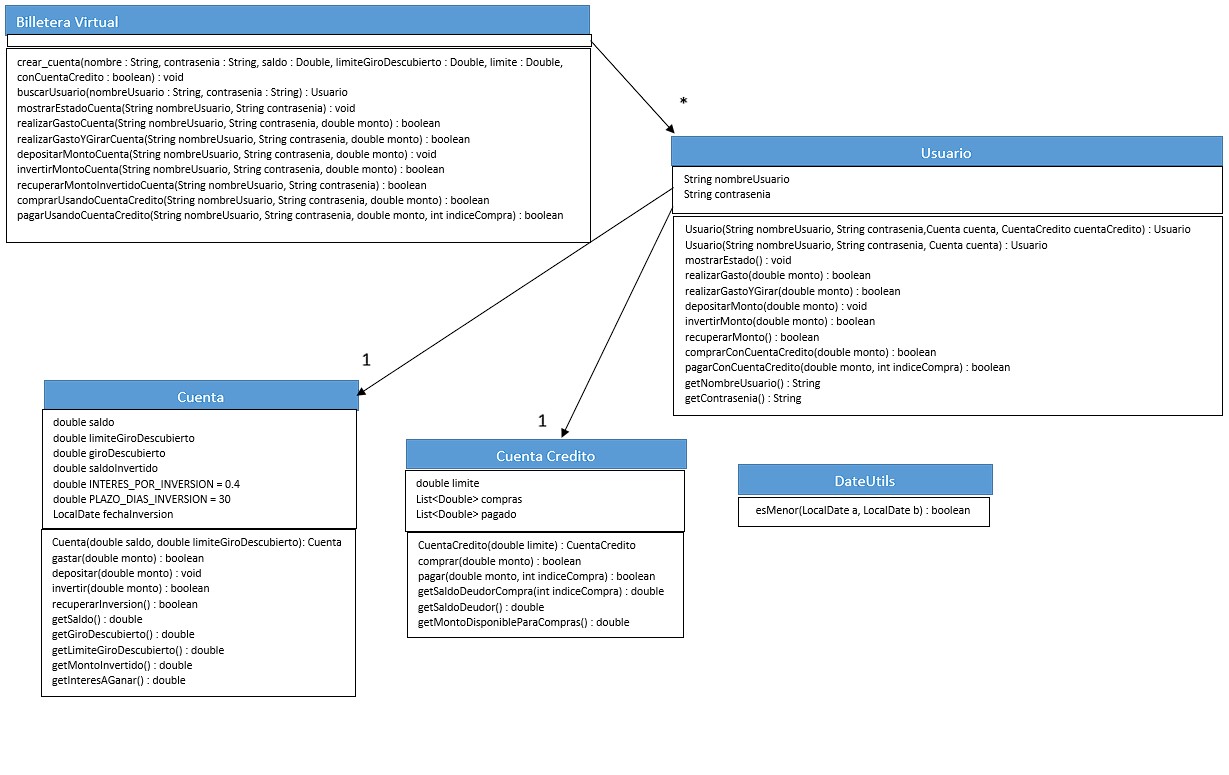 Billetera Virtual
crear_cuenta(nombre : String, contrasenia : String, saldo : Double, limiteGiroDescubierto : Double, limite : Double,
conCuentaCredito : boolean) : void
buscarUsuario(nombreUsuario : String, contrasenia : String) : Usuario
mostrarEstadoCuenta(String nombreUsuario, String contrasenia) : void
realizarGastoCuenta(String nombreUsuario, String contrasenia, double monto) : boolean
realizarGastoYGirarCuenta(String nombreUsuario, String contrasenia, double monto) : boolean
depositarMontoCuenta(String nombreUsuario, String contrasenia, double monto) : void
invertirMontoCuenta(String nombreUsuario, String contrasenia, double monto) : boolean
recuperarMontoInvertidoCuenta(String nombreUsuario, String contrasenia) : boolean
comprarUsandoCuentaCredito(String nombreUsuario, String contrasenia, double monto) : boolean
pagarUsandoCuentaCredito(String nombreUsuario, String contrasenia, double monto, int indiceCompra) : boolean
*
Usuario
String nombreUsuario
String contrasenia
Usuario(String nombreUsuario, String contrasenia,Cuenta cuenta, CuentaCredito cuentaCredito) : Usuario
Usuario(String nombreUsuario, String contrasenia, Cuenta cuenta) : Usuario
mostrarEstado() : void
realizarGasto(double monto) : boolean
realizarGastoYGirar(double monto) : boolean
depositarMonto(double monto) : void
invertirMonto(double monto) : boolean
recuperarMonto() : boolean
comprarConCuentaCredito(double monto) : boolean
pagarConCuentaCredito(double monto, int indiceCompra) : boolean
getNombreUsuario() : String
getContrasenia() : String
1
Cuenta
double saldo
double limiteGiroDescubierto
double giroDescubierto
double saldoInvertido
double INTERES_POR_INVERSION = 0.4
double PLAZO_DIAS_INVERSION = 30
LocalDate fechaInversion
Cuenta(double saldo, double limiteGiroDescubierto): Cuenta
gastar(double monto) : boolean
depositar(double monto) : void
invertir(double monto) : boolean
recuperarInversion() : boolean
getSaldo() : double
getGiroDescubierto() : double
getLimiteGiroDescubierto() : double
getMontoInvertido() : double
getInteresAGanar() : double
1
Cuenta Credito
double limite
List<Double> compras
List<Double> pagado
CuentaCredito(double limite) : CuentaCredito
comprar(double monto) : boolean
pagar(double monto, int indiceCompra) : boolean
getSaldoDeudorCompra(int indiceCompra) : double
getSaldoDeudor() : double
getMontoDisponibleParaCompras() : double
DateUtils
esMenor(LocalDate a, LocalDate b) : boolean